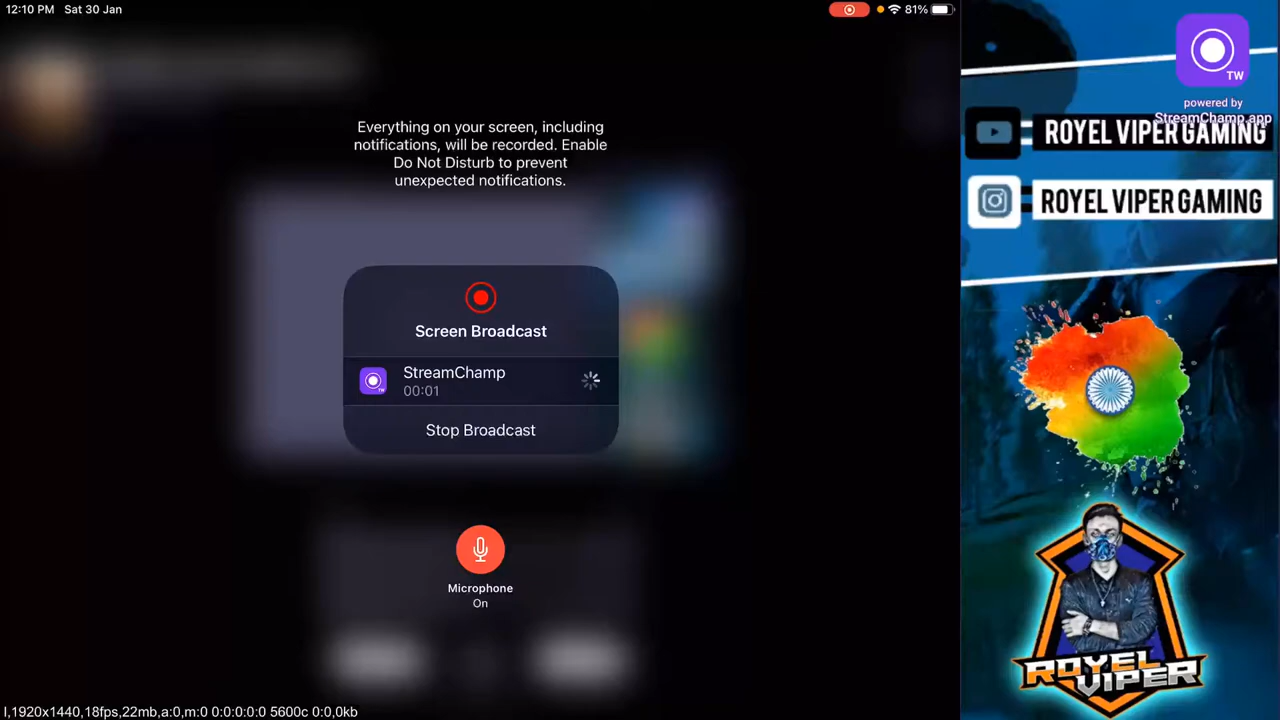 12:10 PM Sat 30 Jan
81%
TW
powered by
StreamChamp.app
ROYEL VIPER GAMING
ROYEL VIPER GAMING
Everything on your screen, including
notifications, will be recorded. Enable
Do Not Disturb to prevent
unexpected notifications.
Screen Broadcast
StreamChamp
00:01
Stop Broadcast
Microphone
On
ROYEL
VIPER
l,1920x1440,18fps,22mb,a:0,m:0 0:0:0:0:0 5600c 0:0,0kb